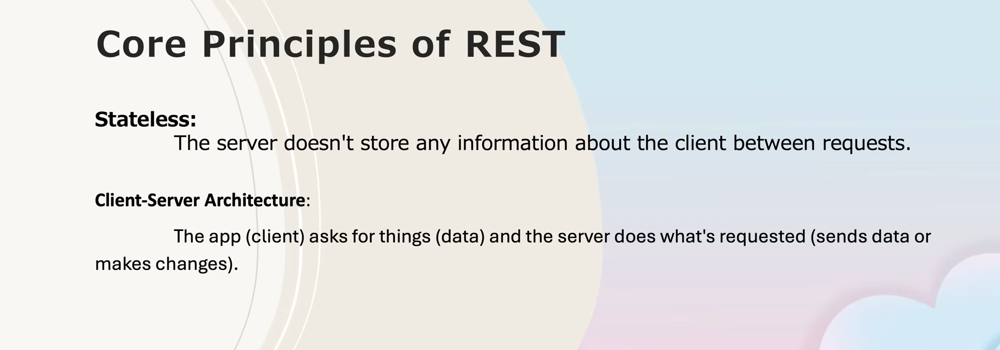 Core Principles of REST
Stateless:
The server doesn't store any information about the client between requests.
Client-Server Architecture:
The app (client) asks for things (data) and the server does what's requested (sends data or
makes changes).